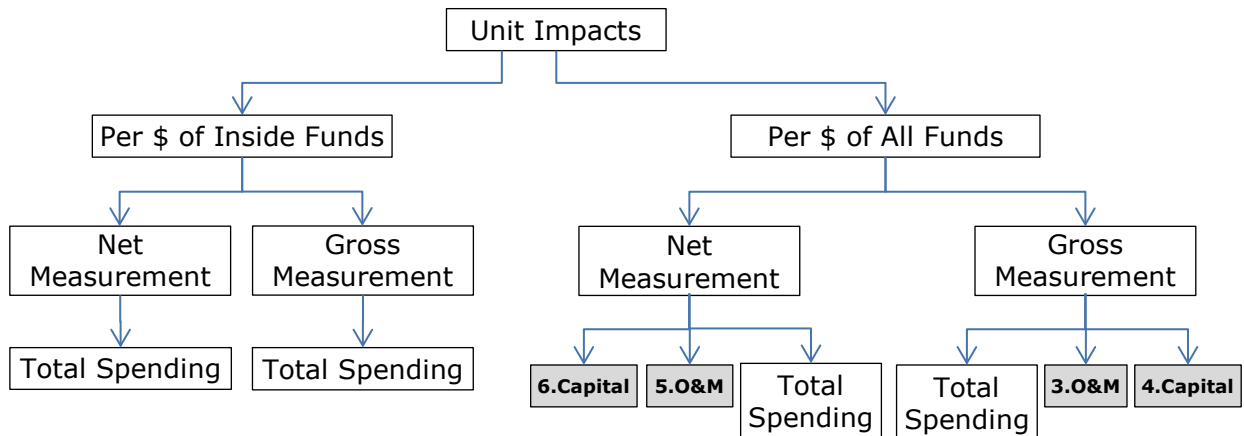 Unit Impacts
Per $ of Inside Funds
Per $ of All Funds
Net
Measurement
Gross
Measurement
Net
Measurement
Gross
Measurement
Total Spending
Total Spending
6.Capital
5.O&M
Total
Spending
Total
Spending
3.O&M
4.Capital